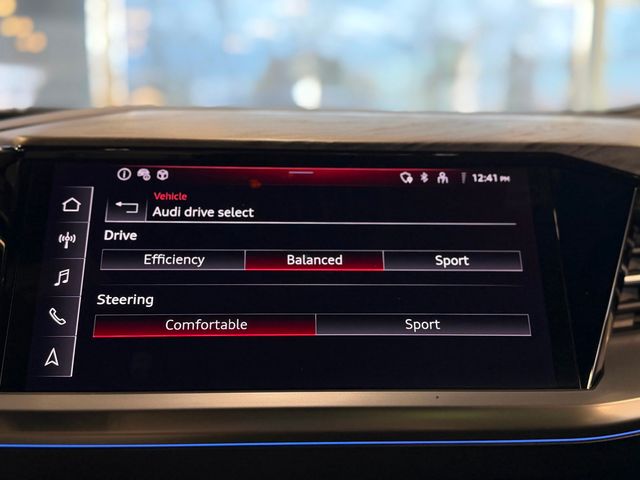 12:41 PM
Vehicle
Audi drive select
Drive
Efficiency Balanced Sport
Steering
Comfortable Sport